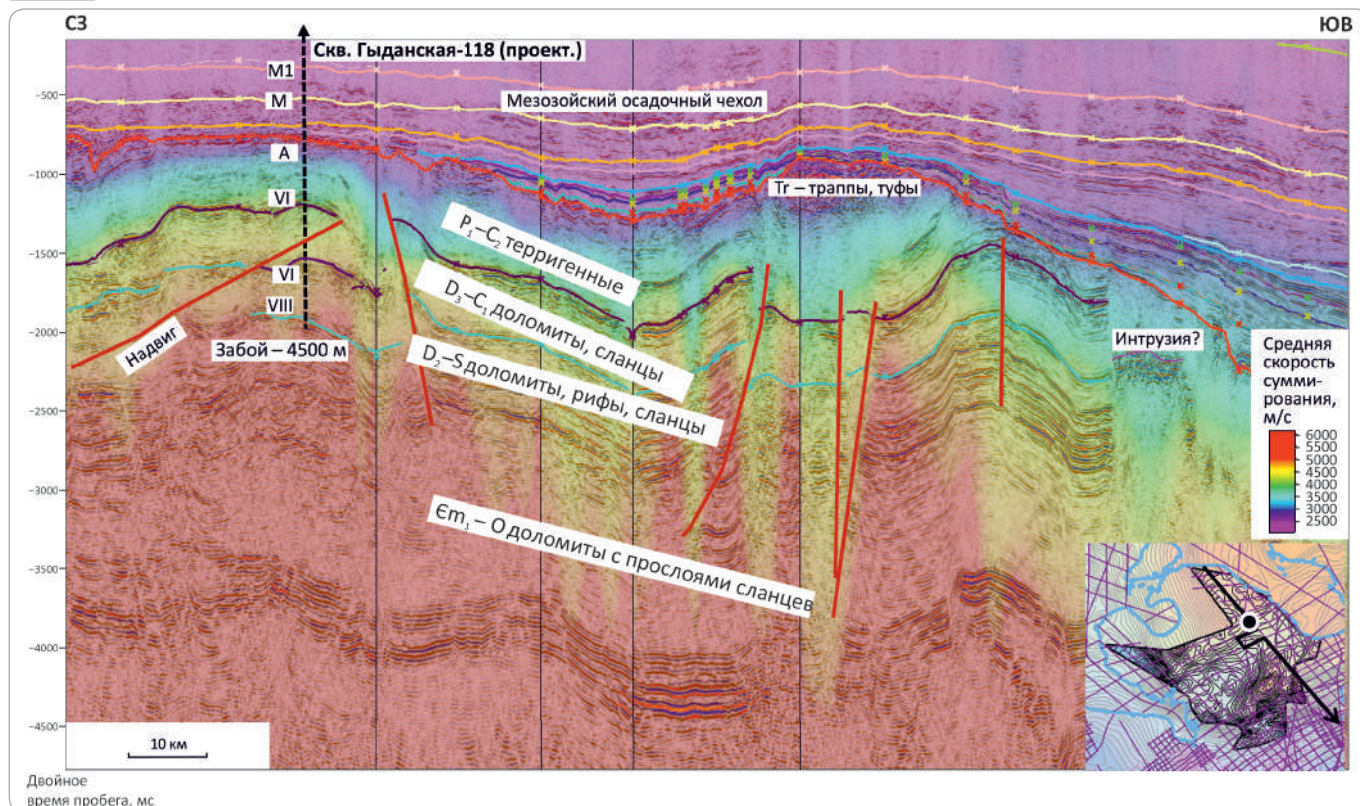 СЗ
ЮВ
Скв. Гыданская-118 (проект.)
М1
М
Мезозойский осадочный чехол
А
Tr – траппы, туфы
VI
P₁–C₂ терригенные
D₃–C₁ доломиты, сланцы
VI
VIII
Надвиг
Забой – 4500 м
D₂–S доломиты, рифы, сланцы
Интрузия?
Єm₃ – O доломиты с прослоями сланцев
Средняя
скорость
сумми-
рования,
м/с
6000
5000
4500
4000
3500
3000
2500
−500
−1000
−1500
−2000
−2500
−3000
−3500
−4000
−4500
10 км
Двойное
время пробега, мс